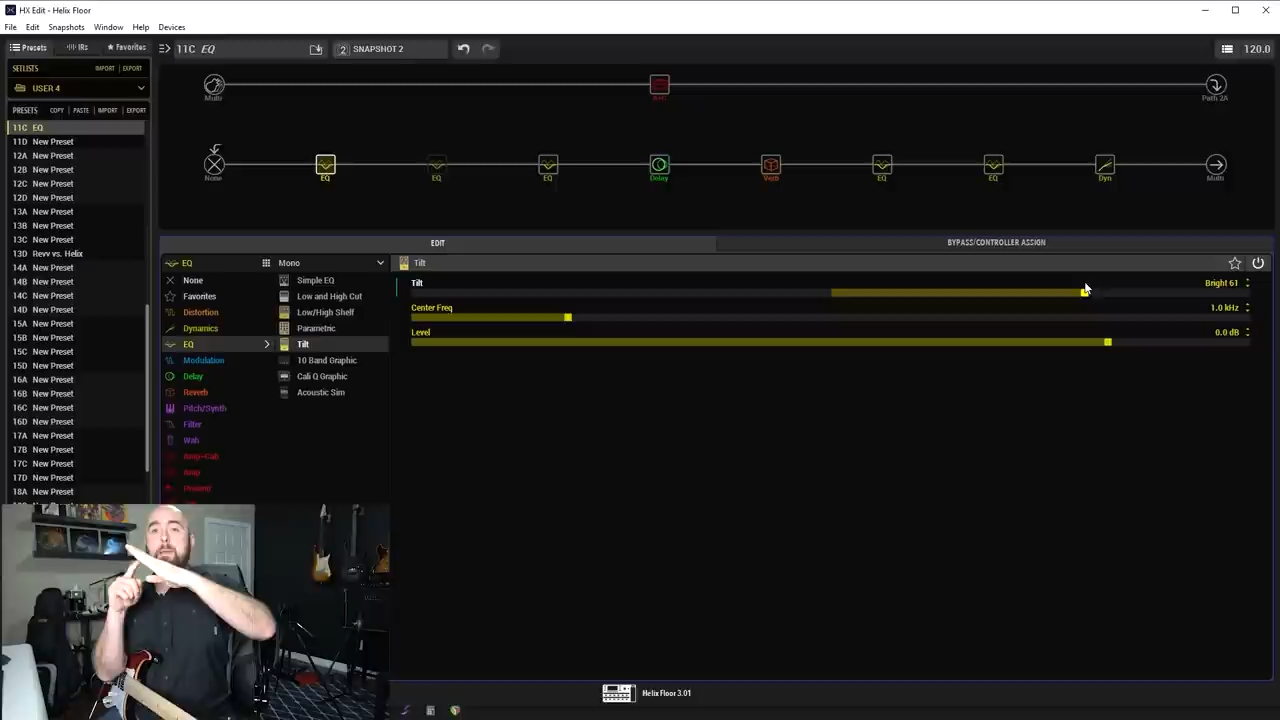 HX Edit - Helix Floor
File Edit Snapshots Window Help Devices
Presets IRs Favorites
11C EQ
2 SNAPSHOT 2
120.0
SETLISTS IMPORT EXPORT
USER 4
PRESETS COPY PASTE IMPORT EXPORT
11C EQ
11D New Preset
12A New Preset
12B New Preset
12C New Preset
12D New Preset
13A New Preset
13B New Preset
13C New Preset
13D Revv vs. Helix
14A New Preset
14B New Preset
14C New Preset
14D New Preset
15A New Preset
15B New Preset
15C New Preset
15D New Preset
16A New Preset
16B New Preset
16C New Preset
16D New Preset
17A New Preset
17B New Preset
17C New Preset
17D New Preset
18A New Preset
Multi Path 2A
None EQ EQ EQ Delay Verb EQ EQ Dyn Multi
EDIT BYPASS/CONTROLLER ASSIGN
EQ Mono
None
Favorites
Distortion
Dynamics
EQ
Modulation
Delay
Reverb
Pitch/Synth
Filter
Wah
Amp+Cab
Amp
Preamp
Simple EQ
Low and High Cut
Low/High Shelf
Parametric
Tilt
10 Band Graphic
Cali Q Graphic
Acoustic Sim
Tilt
Tilt Bright 61
Center Freq 1.0 kHz
Level 0.0 dB
Helix Floor 3.01